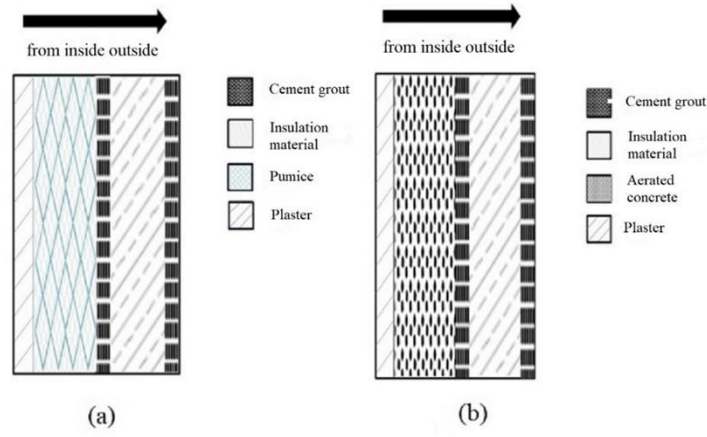 from inside outside
Cement grout
Insulation
material
Pumice
Plaster
(a)
from inside outside
Cement grout
Insulation
material
Aerated
concrete
Plaster
(b)